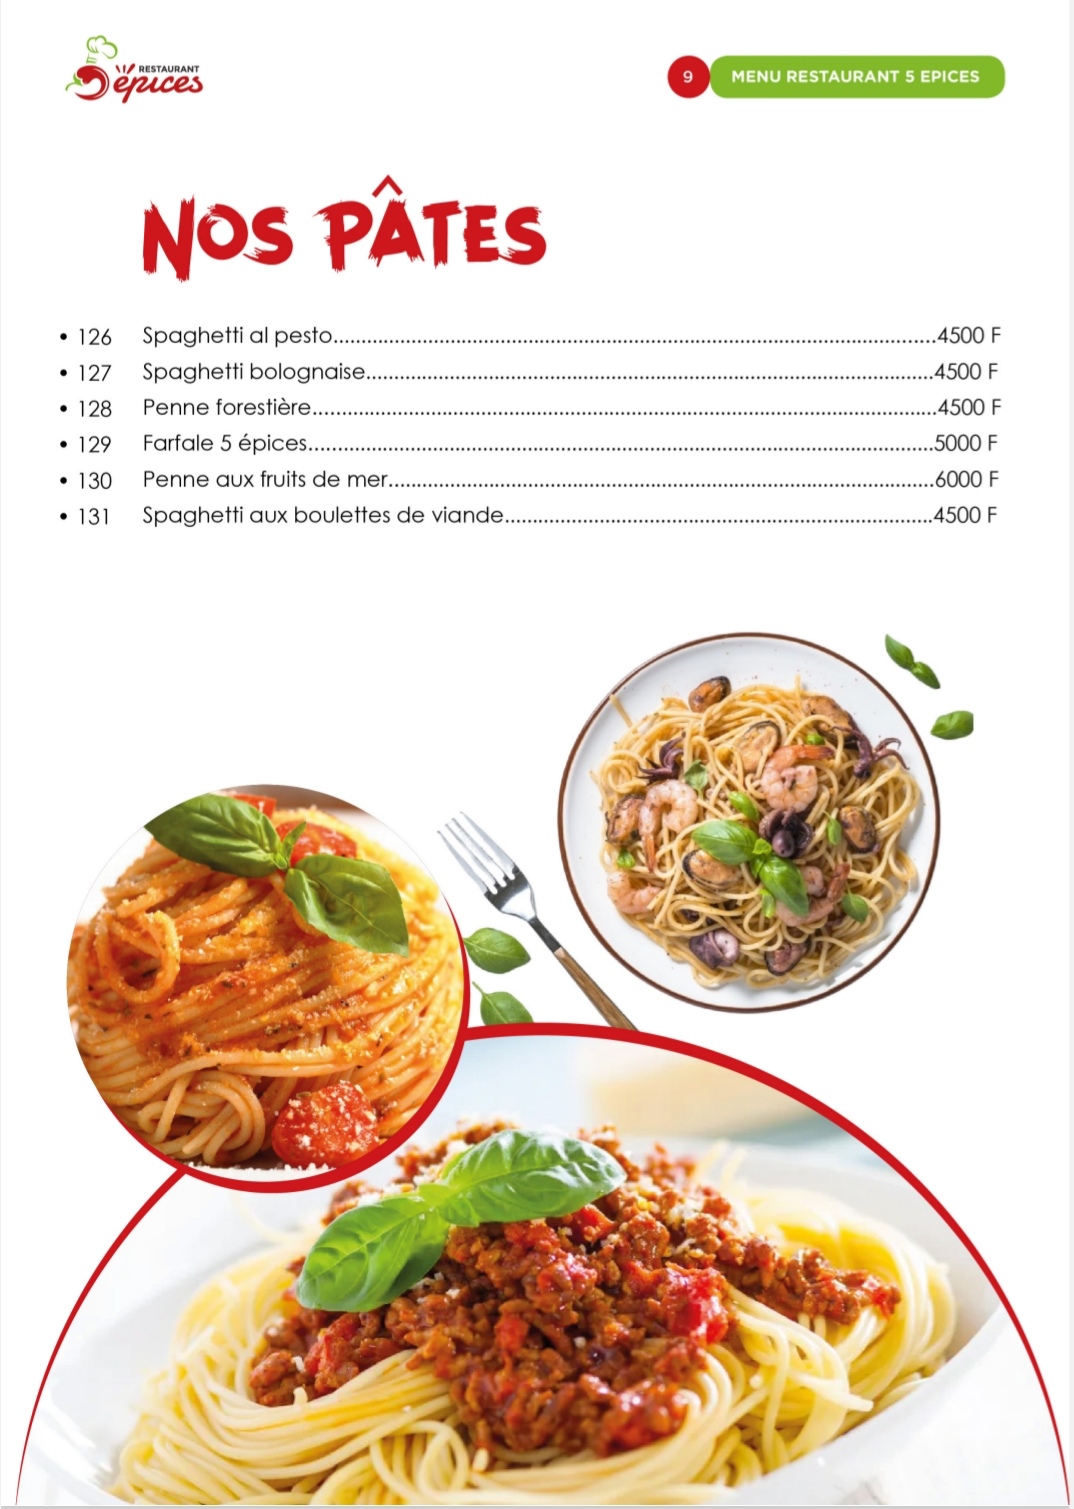 RESTAURANT
5 épices
9 MENU RESTAURANT 5 EPICES
NOS PÂTES
• 126 Spaghetti al pesto.....4500 F
• 127 Spaghetti bolognaise.....4500 F
• 128 Penne forestière.....4500 F
• 129 Farfale 5 épices.....5000 F
• 130 Penne aux fruits de mer.....6000 F
• 131 Spaghetti aux boulettes de viande.....4500 F